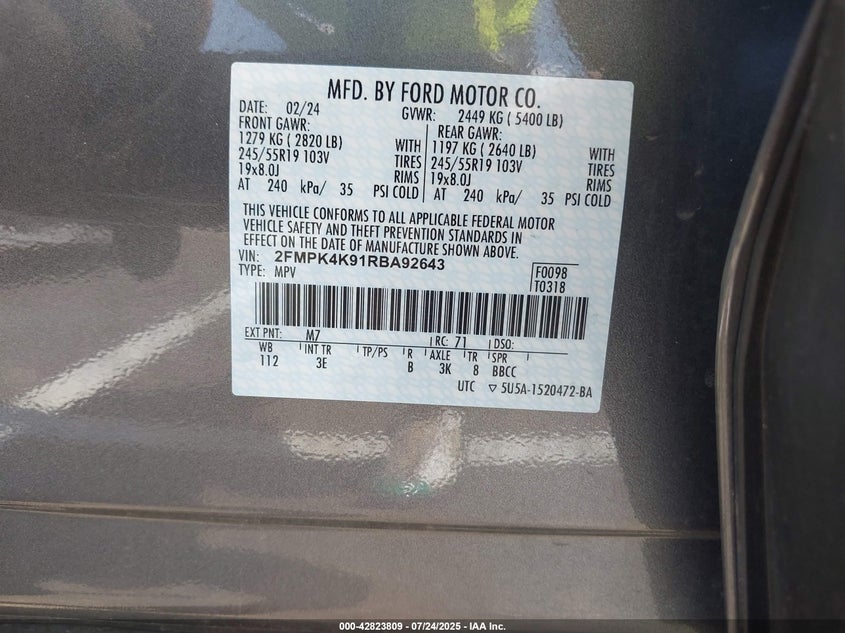 MFD. BY FORD MOTOR CO.
DATE: 02/24 GVWR: 2449 KG ( 5400 LB)
FRONT GAWR: REAR GAWR:
1279 KG ( 2820 LB) WITH 1197 KG ( 2640 LB) WITH
245/55R19 103V TIRES 245/55R19 103V TIRES
19x8.0J RIMS 19x8.0J RIMS
AT 240 kPa/ 35 PSI COLD AT 240 kPa/ 35 PSI COLD
THIS VEHICLE CONFORMS TO ALL APPLICABLE FEDERAL MOTOR
VEHICLE SAFETY AND THEFT PREVENTION STANDARDS IN
EFFECT ON THE DATE OF MANUFACTURE SHOWN ABOVE.
VIN: 2FMPK4K91RBA92643 F0098
TYPE: MPV T0318
EXT PNT: M7 RC: 71 DSO:
WB INT TR TP/PS R AXLE TR SPR
112 3E B 3K 8 BBCC
UTC ▽ 5U5A-1520472-BA
000-42823809 - 07/24/2025 - IAA Inc.